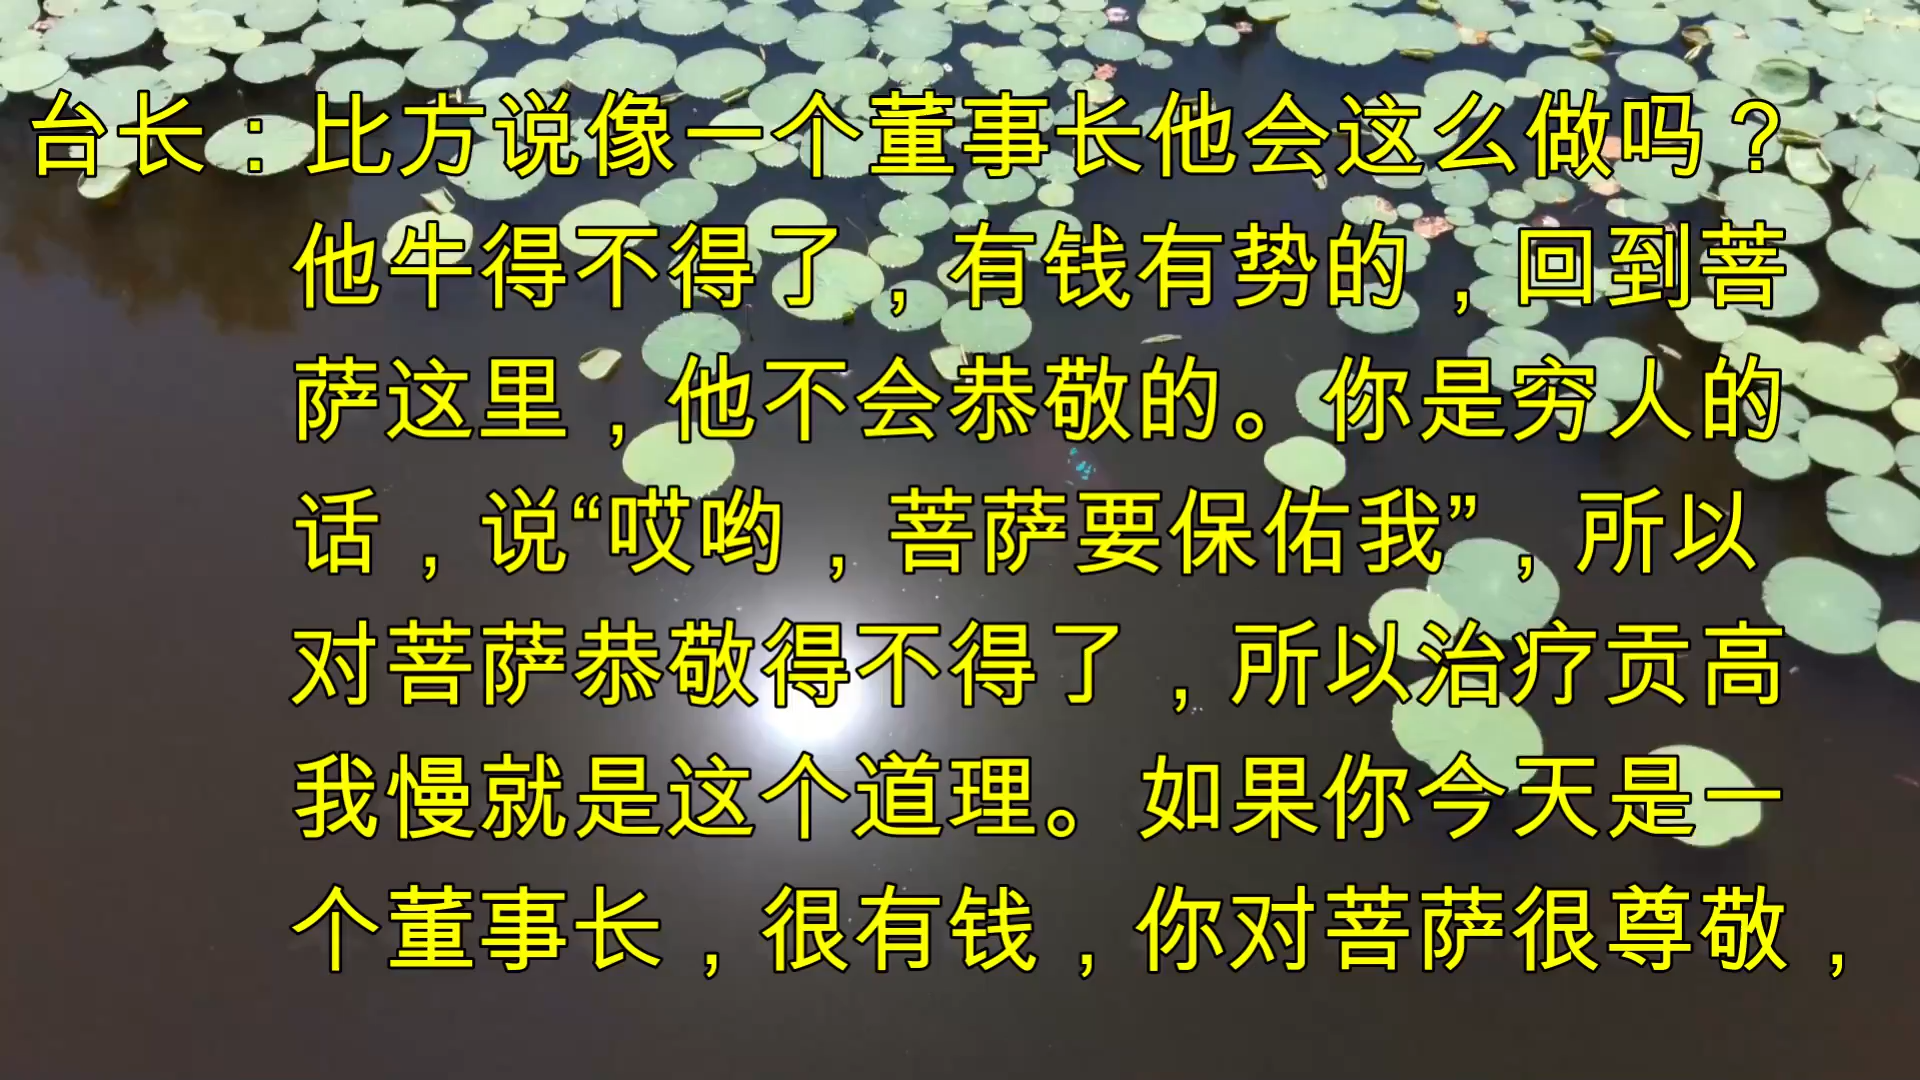 台长：比方说像一个董事长他会这么做吗？
他牛得不得了，有钱有势的，回到菩
萨这里，他不会恭敬的。你是穷人的
话，说“哎哟，菩萨要保佑我”，所以
对菩萨恭敬得不得了，所以治疗贡高
我慢就是这个道理。如果你今天是一
个董事长，很有钱，你对菩萨很尊敬，